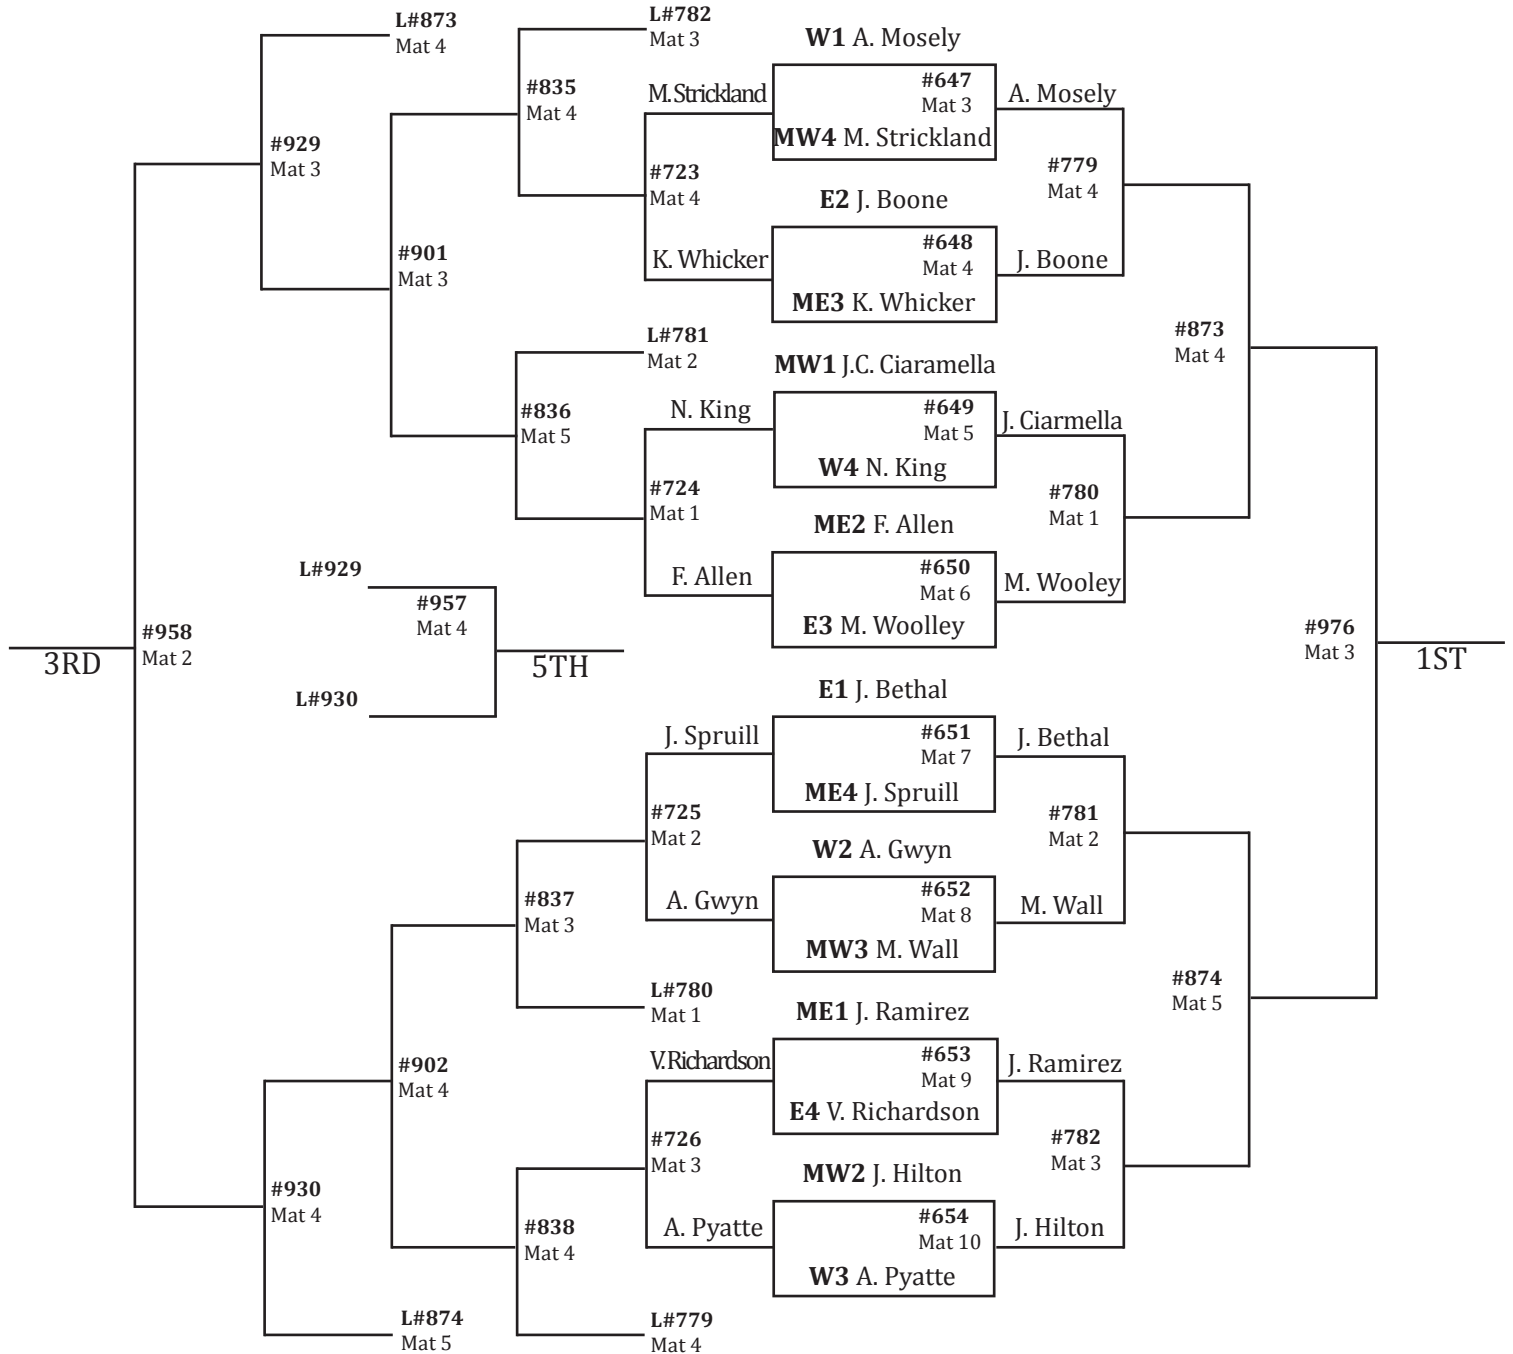 L#873
Mat 4
L#782
Mat 3
W1 A. Mosely
#835
Mat 4
M. Strickland
#647
Mat 3
A. Mosely
MW4 M. Strickland
#929
Mat 3
#723
Mat 4
#779
Mat 4
E2 J. Boone
#901
Mat 3
K. Whicker
#648
Mat 4
J. Boone
ME3 K. Whicker
L#781
Mat 2
#873
Mat 4
MW1 J.C. Ciaramella
#836
Mat 5
N. King
#649
Mat 5
J. Ciarmella
W4 N. King
#724
Mat 1
#780
Mat 1
ME2 F. Allen
L#929
F. Allen
#650
Mat 6
M. Wooley
#957
Mat 4
E3 M. Woolley
#958
Mat 2
3RD
5TH
#976
Mat 3
1ST
L#930
E1 J. Bethal
J. Spruill
#651
Mat 7
J. Bethal
ME4 J. Spruill
#725
Mat 2
#781
Mat 2
W2 A. Gwyn
#837
Mat 3
A. Gwyn
#652
Mat 8
M. Wall
MW3 M. Wall
L#780
Mat 1
#874
Mat 5
ME1 J. Ramirez
#902
Mat 4
V. Richardson
#653
Mat 9
J. Ramirez
E4 V. Richardson
#726
Mat 3
#782
Mat 3
MW2 J. Hilton
#930
Mat 4
#838
Mat 4
A. Pyatte
#654
Mat 10
J. Hilton
W3 A. Pyatte
L#874
Mat 5
L#779
Mat 4